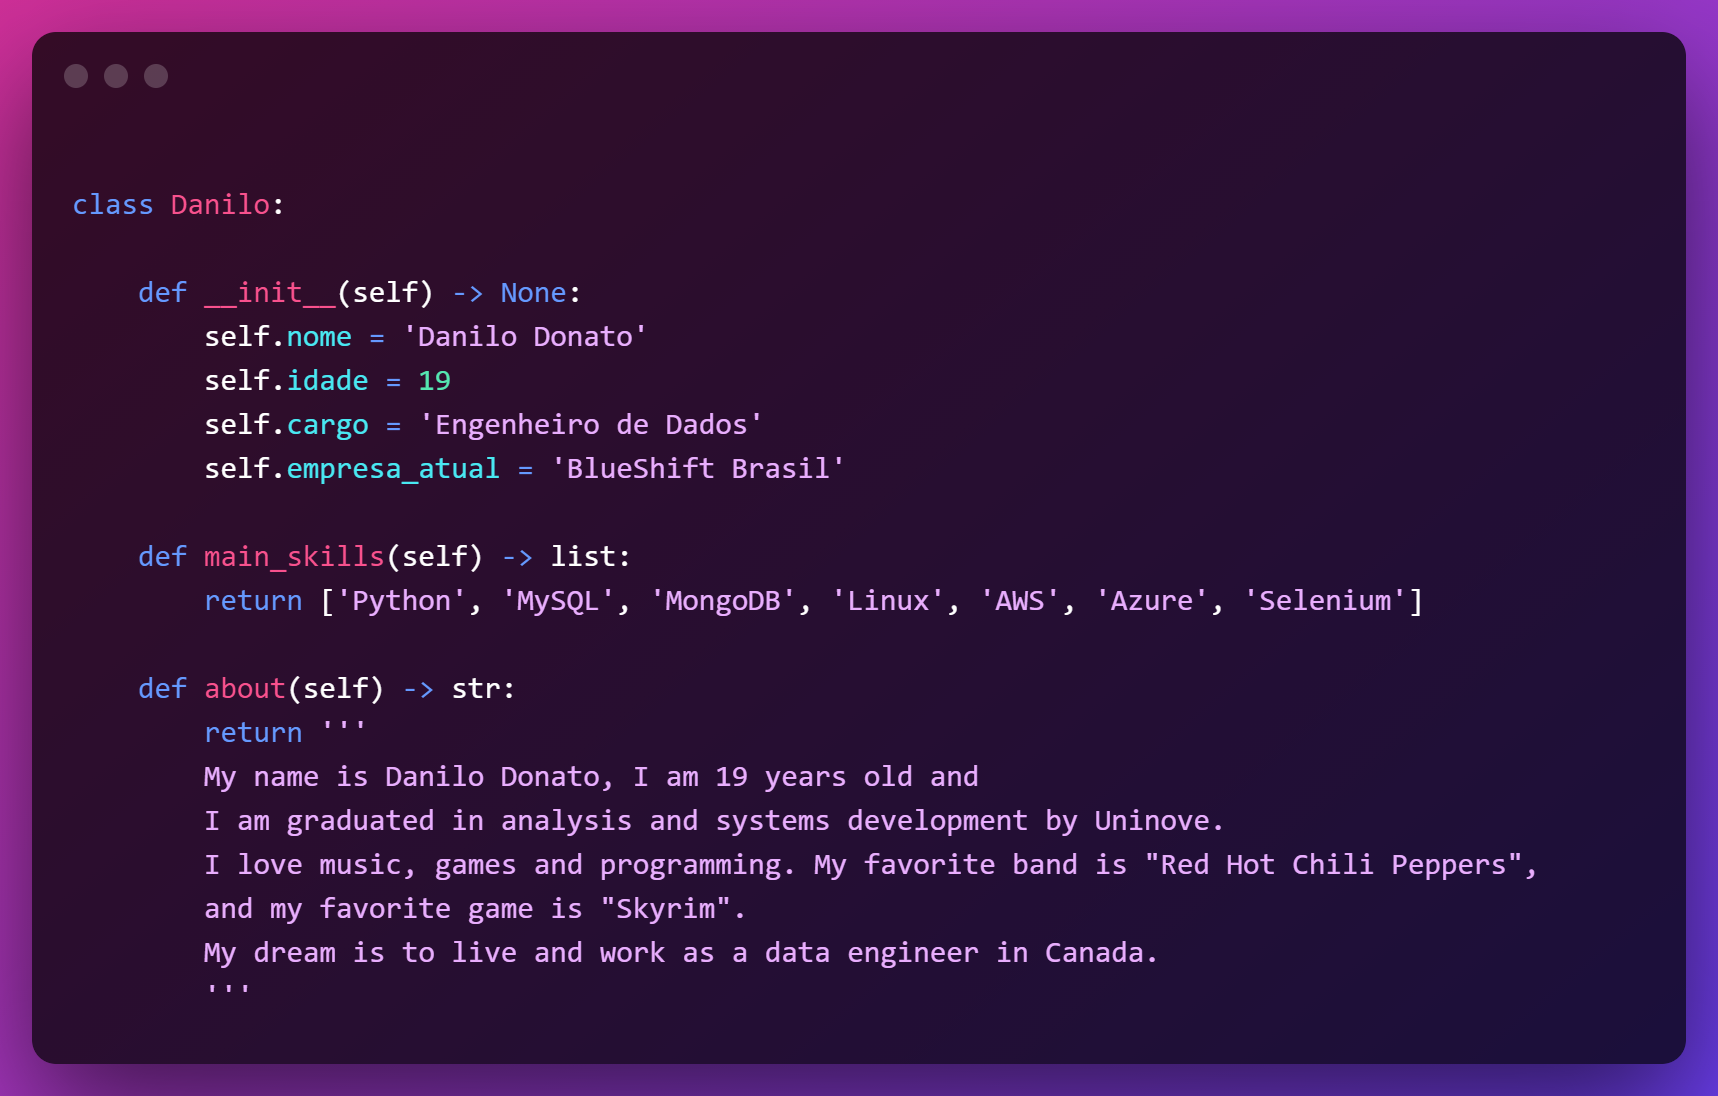 class Danilo:
    def __init__(self) -> None:
        self.nome = 'Danilo Donato'
        self.idade = 19
        self.cargo = 'Engenheiro de Dados'
        self.empresa_atual = 'BlueShift Brasil'
    def main_skills(self) -> list:
        return ['Python', 'MySQL', 'MongoDB', 'Linux', 'AWS', 'Azure', 'Selenium']
    def about(self) -> str:
        return '''
        My name is Danilo Donato, I am 19 years old and
        I am graduated in analysis and systems development by Uninove.
        I love music, games and programming. My favorite band is "Red Hot Chili Peppers",
        and my favorite game is "Skyrim".
        My dream is to live and work as a data engineer in Canada.
        '''